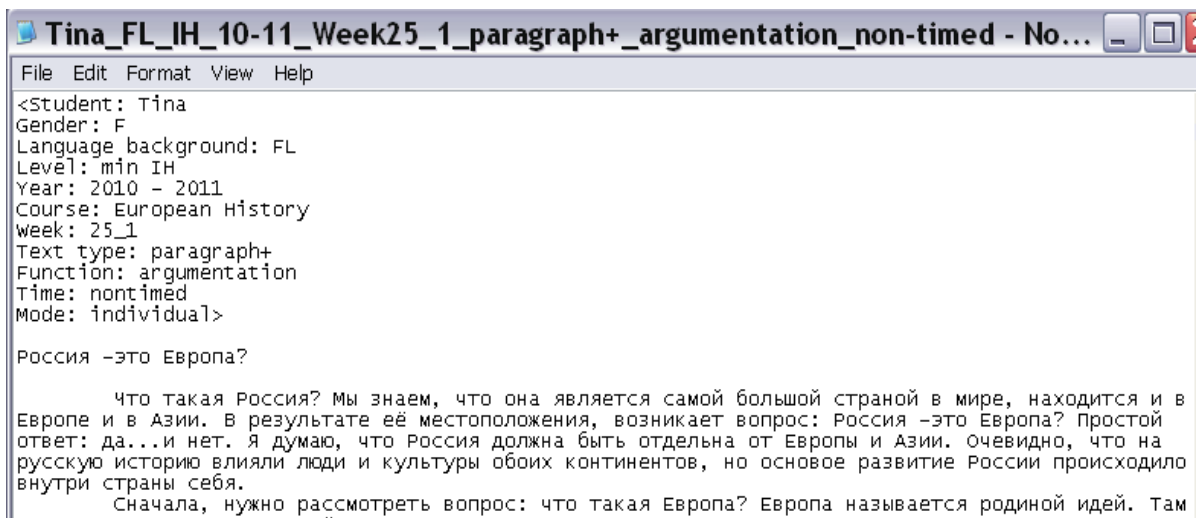 Tina_FL_IH_10-11_Week25_1_paragraph+_argumentation_non-timed - No...
File Edit Format View Help
<Student: Tina
Gender: F
Language background: FL
Level: min IH
Year: 2010 – 2011
Course: European History
Week: 25_1
Text type: paragraph+
Function: argumentation
Time: nontimed
Mode: individual>
Россия –это Европа?
Что такая Россия? Мы знаем, что она является самой большой страной в мире, находится и в
Европе и в Азии. В результате её местоположения, возникает вопрос: Россия –это Европа? Простой
ответ: да...и нет. Я думаю, что Россия должна быть отдельна от Европы и Азии. Очевидно, что на
русскую историю влияли люди и культуры обоих континентов, но основое развитие России происходило
внутри страны себя.
Сначала, нужно рассмотреть вопрос: что такая Европа? Европа называется родиной идей. Там